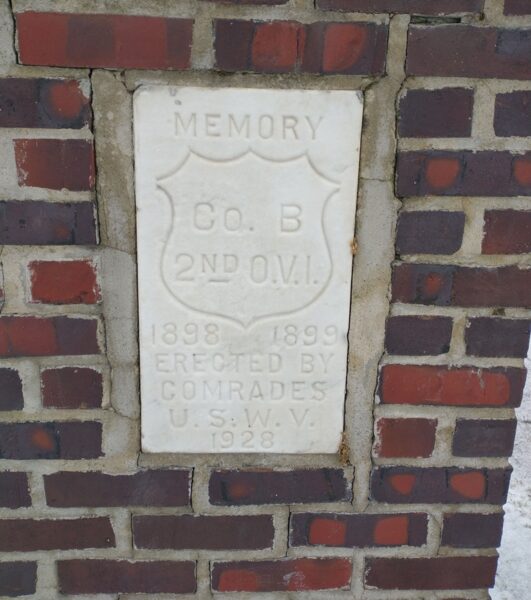 MEMORY
CO. B
2ND O.V.I.
1898 1899
ERECTED BY
COMRADES
U.S.W.V.
1928